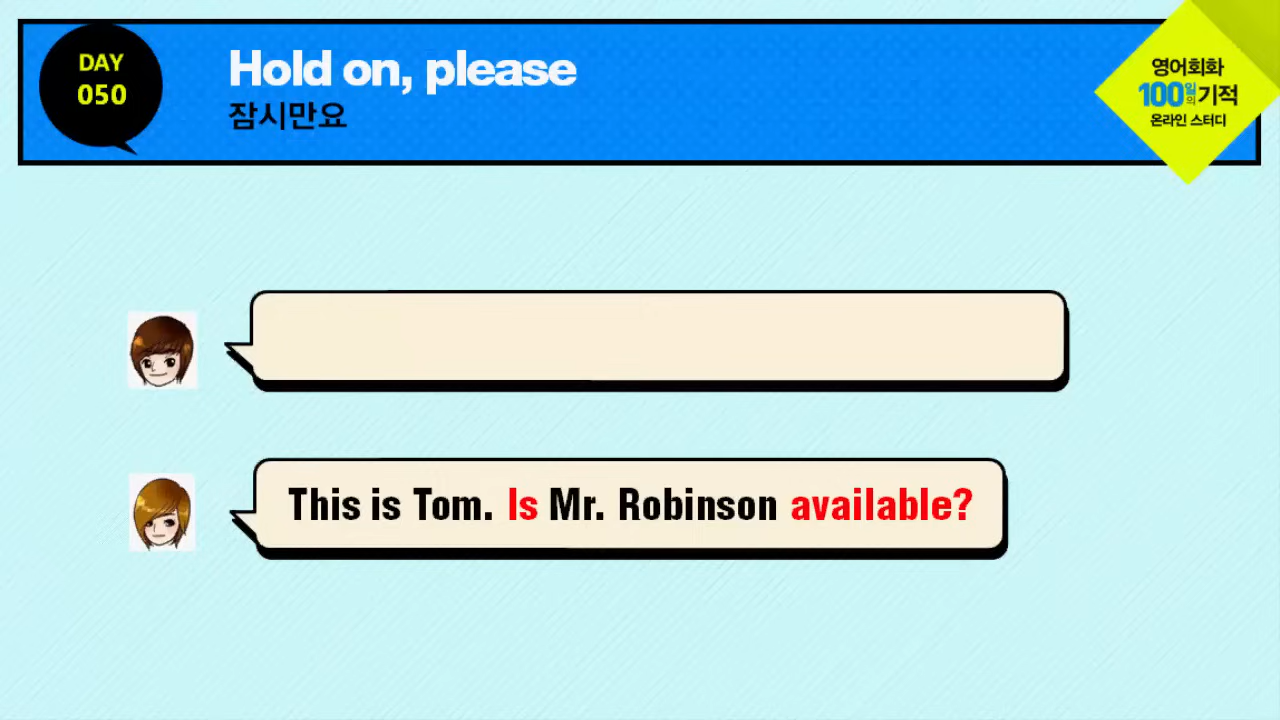 DAY
050
Hold on, please
잠시만요
영어회화
100일의기적
온라인 스터디
This is Tom. Is Mr. Robinson available?